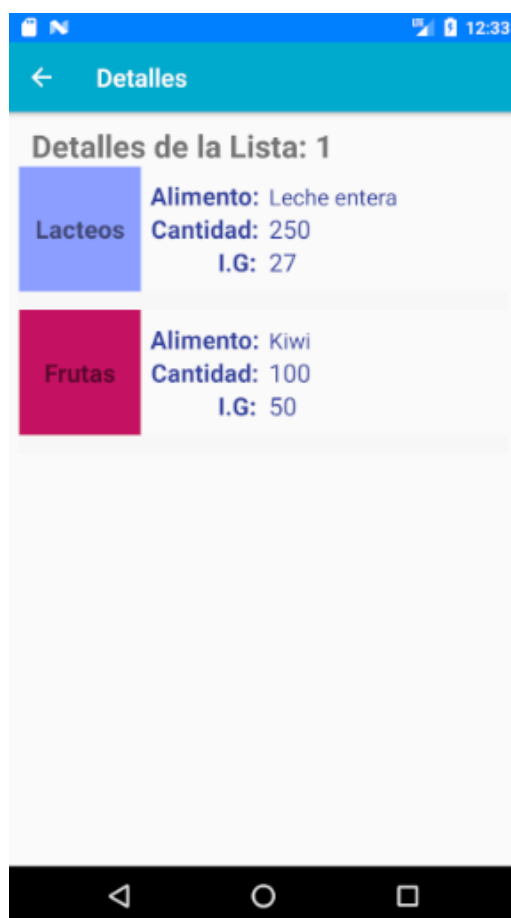 12:33
Detalles
Detalles de la Lista: 1
Lacteos
Alimento: Leche entera
Cantidad: 250
I.G: 27
Frutas
Alimento: Kiwi
Cantidad: 100
I.G: 50